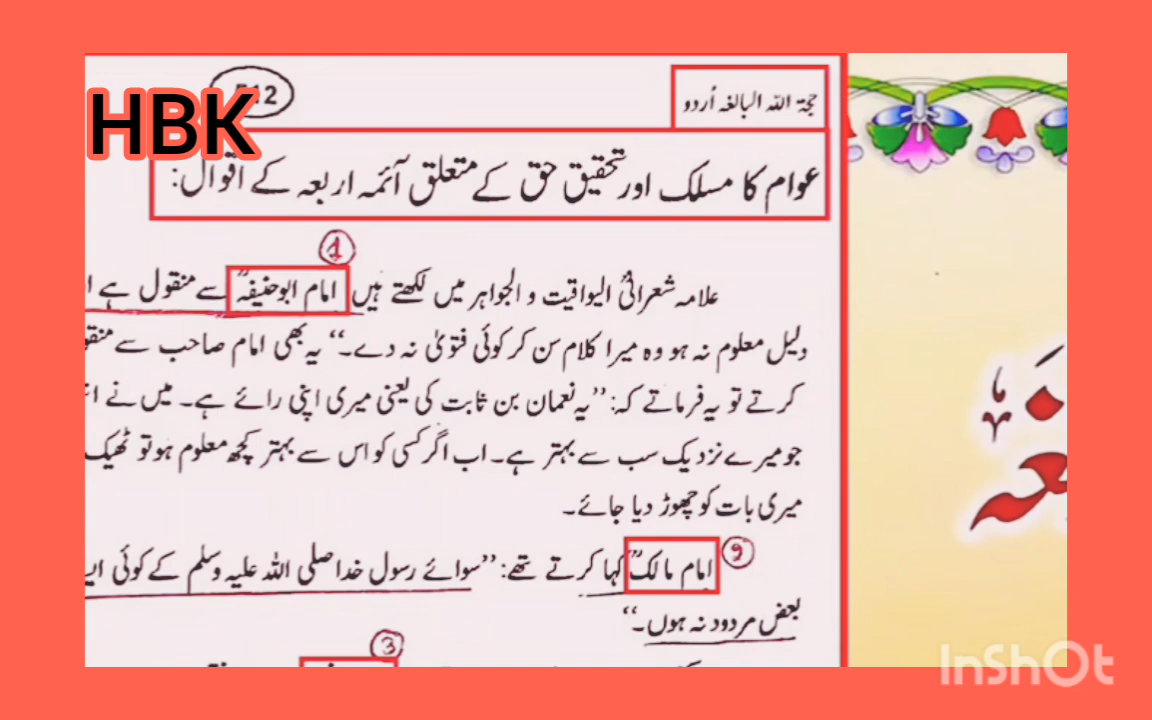 HBK
12
حجۃ اللہ البالغہ اُردو
عوام کا مسلک اور تحقیق حق کے متعلق آئمہ اربعہ کے اقوال:
1
علامہ شعرانیؒ الیواقیت و الجواہر میں لکھتے ہیں امام ابوحنیفہؒ سے منقول ہے
دلیل معلوم نہ ہو وہ میرا کلام سن کر کوئی فتویٰ نہ دے۔‘‘ یہ بھی امام صاحب سے
کرتے تو یہ فرماتے کہ: ’’یہ نعمان بن ثابت کی یعنی میری اپنی رائے ہے۔ میں نے
جو میرے نزدیک سب سے بہتر ہے۔ اب اگر کسی کو اس سے بہتر کچھ معلوم ہو تو ٹھیک
میری بات کو چھوڑ دیا جائے۔
2
امام مالکؒ کہا کرتے تھے: ’’سوائے رسول خدا صلی اللہ علیہ وسلم کے کوئی
بعض مردود نہ ہوں۔‘‘
3
InShOt